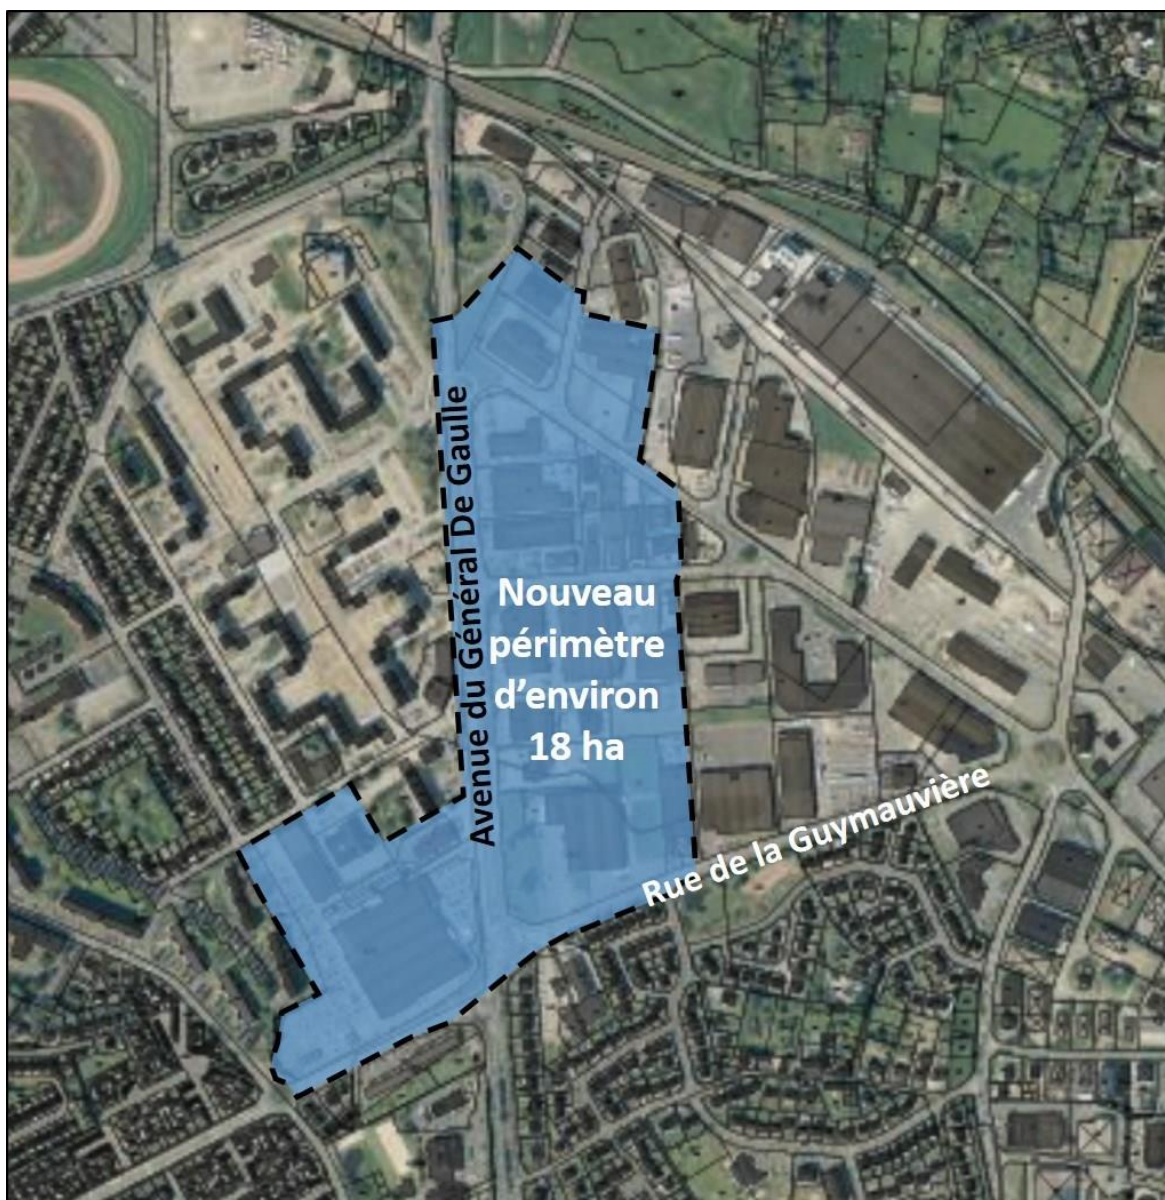 Avenue du Général De Gaulle
Nouveau
périmètre
d’environ
18 ha
Rue de la Guymauvière